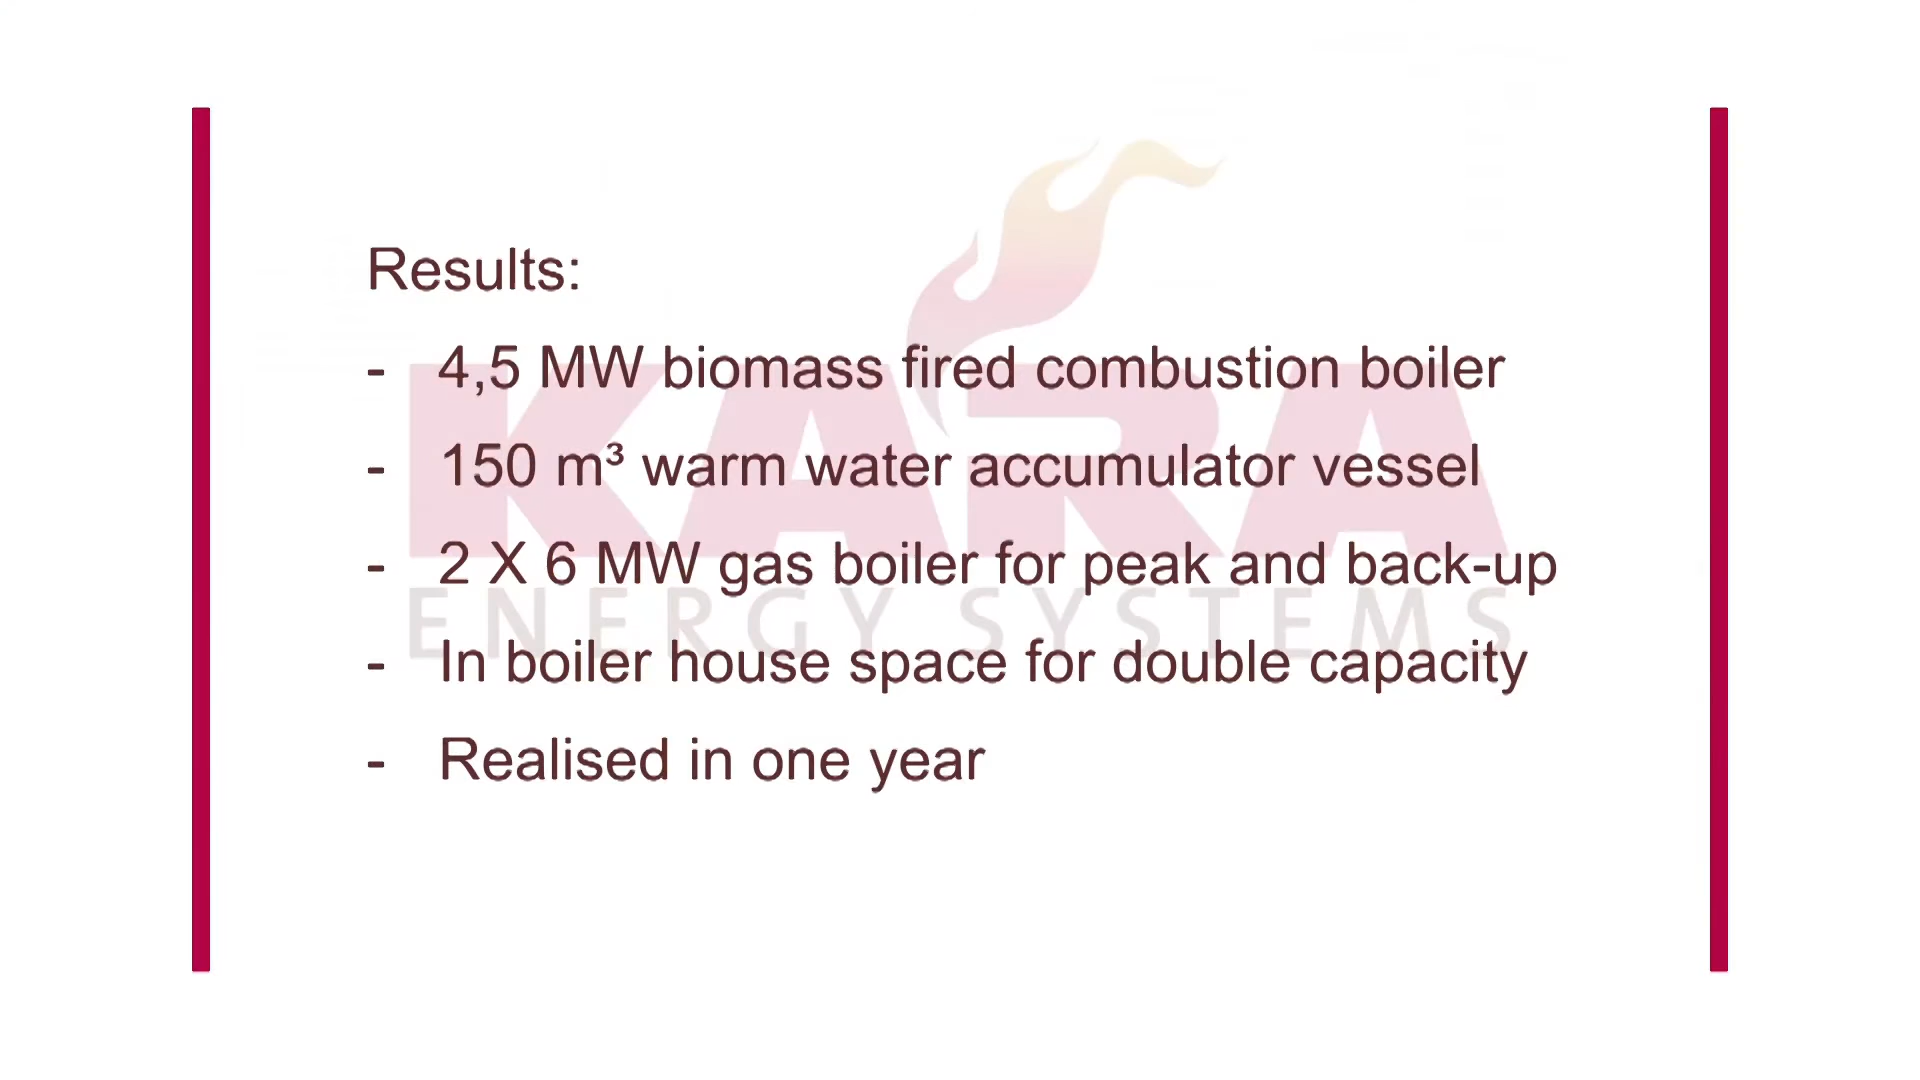 Results:
- 4,5 MW biomass fired combustion boiler
- 150 m³ warm water accumulator vessel
- 2 X 6 MW gas boiler for peak and back-up
- In boiler house space for double capacity
- Realised in one year
KARA
ENERGY SYSTEMS